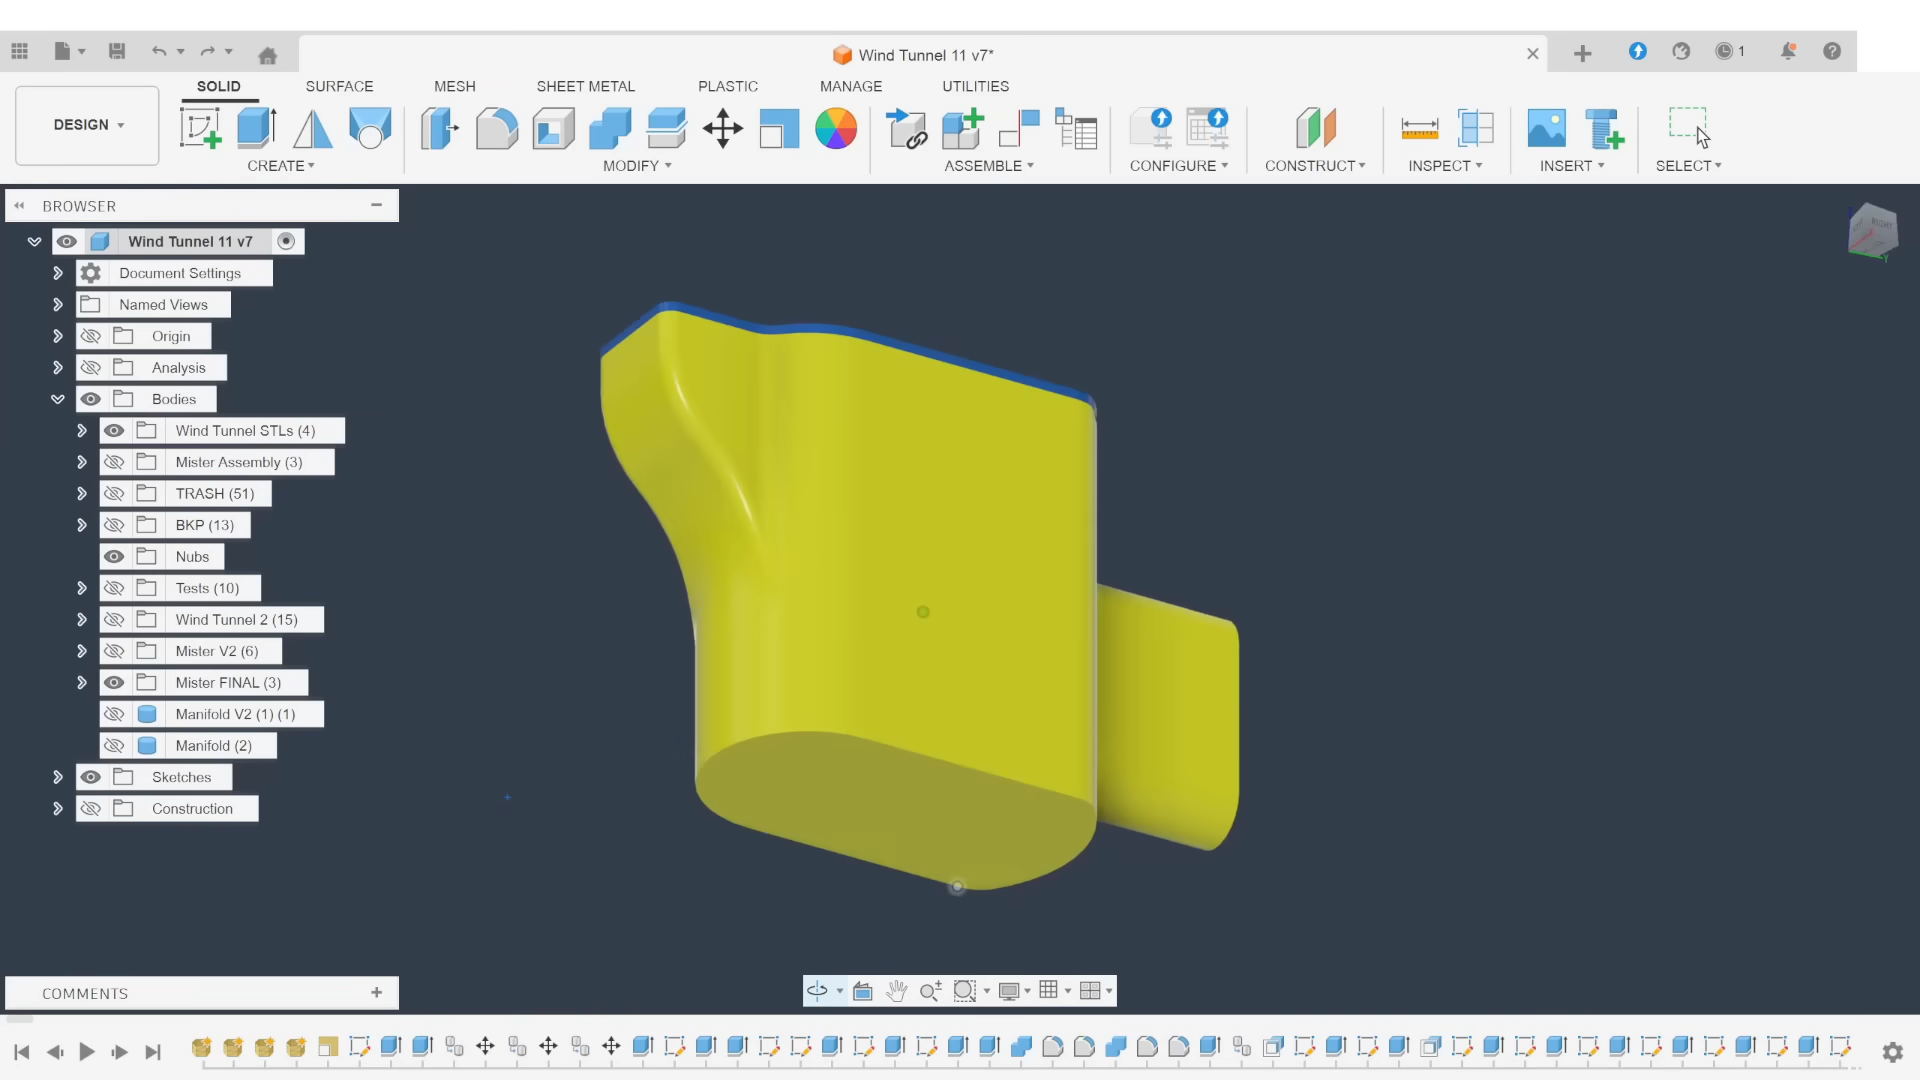 Wind Tunnel 11 v7*
1
SOLID SURFACE MESH SHEET METAL PLASTIC MANAGE UTILITIES
DESIGN
CREATE MODIFY ASSEMBLE CONFIGURE CONSTRUCT INSPECT INSERT SELECT
BROWSER
Wind Tunnel 11 v7
Document Settings
Named Views
Origin
Analysis
Bodies
Wind Tunnel STLs (4)
Mister Assembly (3)
TRASH (51)
BKP (13)
Nubs
Tests (10)
Wind Tunnel 2 (15)
Mister V2 (6)
Mister FINAL (3)
Manifold V2 (1) (1)
Manifold (2)
Sketches
Construction
RIGHT
Y
COMMENTS